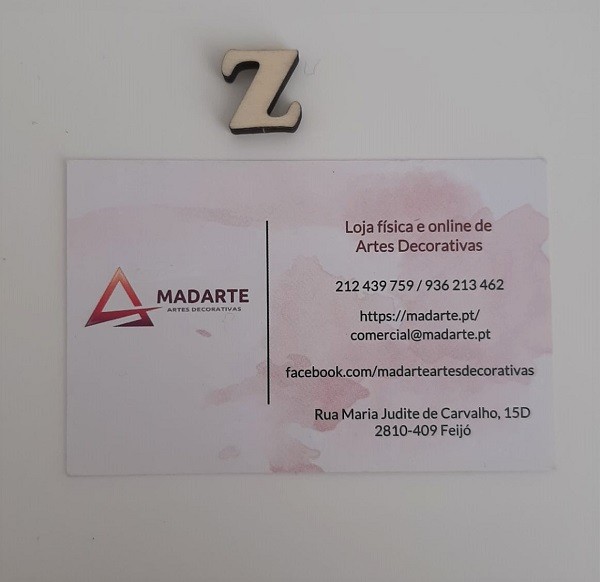 Z
MADARTE
ARTES DECORATIVAS
Loja física e online de
Artes Decorativas
212 439 759 / 936 213 462
https://madarte.pt/
comercial@madarte.pt
facebook.com/madarteartesdecorativas
Rua Maria Judite de Carvalho, 15D
2810-409 Feijó